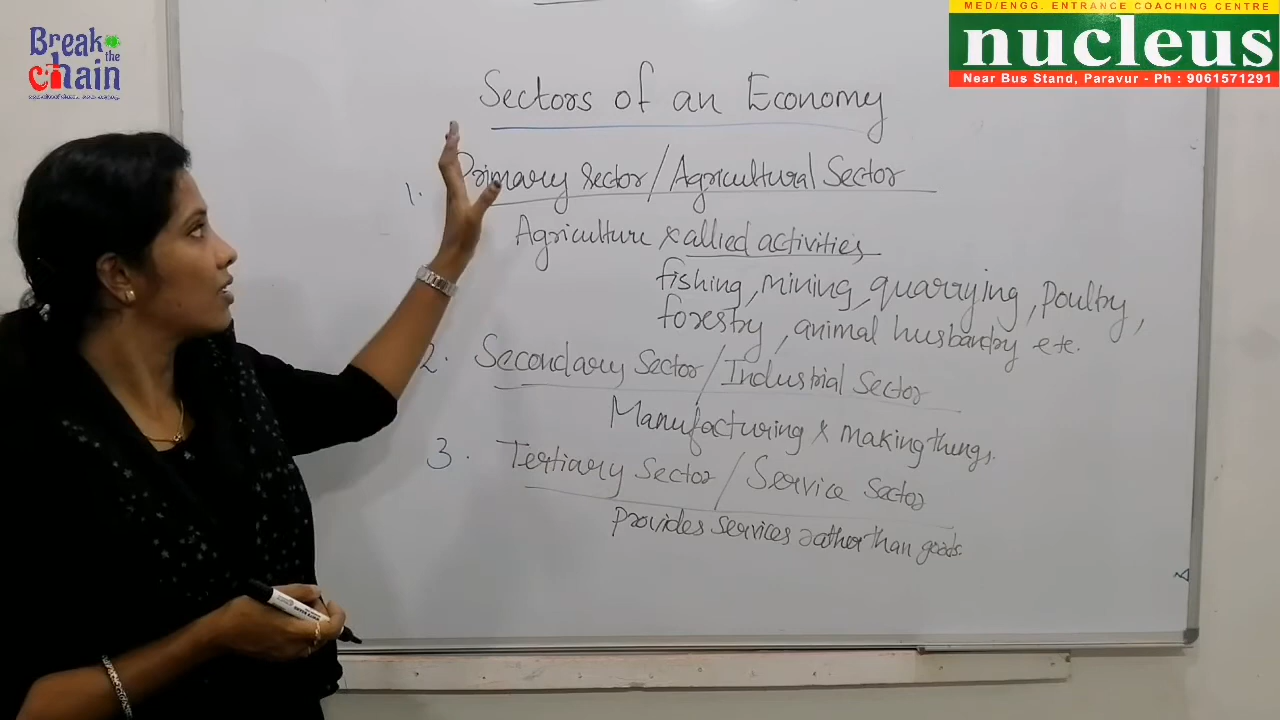 Break
the
chain
MED/ENGG. ENTRANCE COACHING CENTRE
nucleus
Near Bus Stand, Paravur - Ph : 9061571291
Sectors of an Economy
1. Primary Sector/Agricultural Sector
Agriculture & allied activities
fishing, mining, quarrying, Poultry,
forestry, animal husbandry etc.
2. Secondary Sector/Industrial Sector
Manufacturing & making things.
3. Tertiary Sector/Service Sector
Provides services rather than goods.